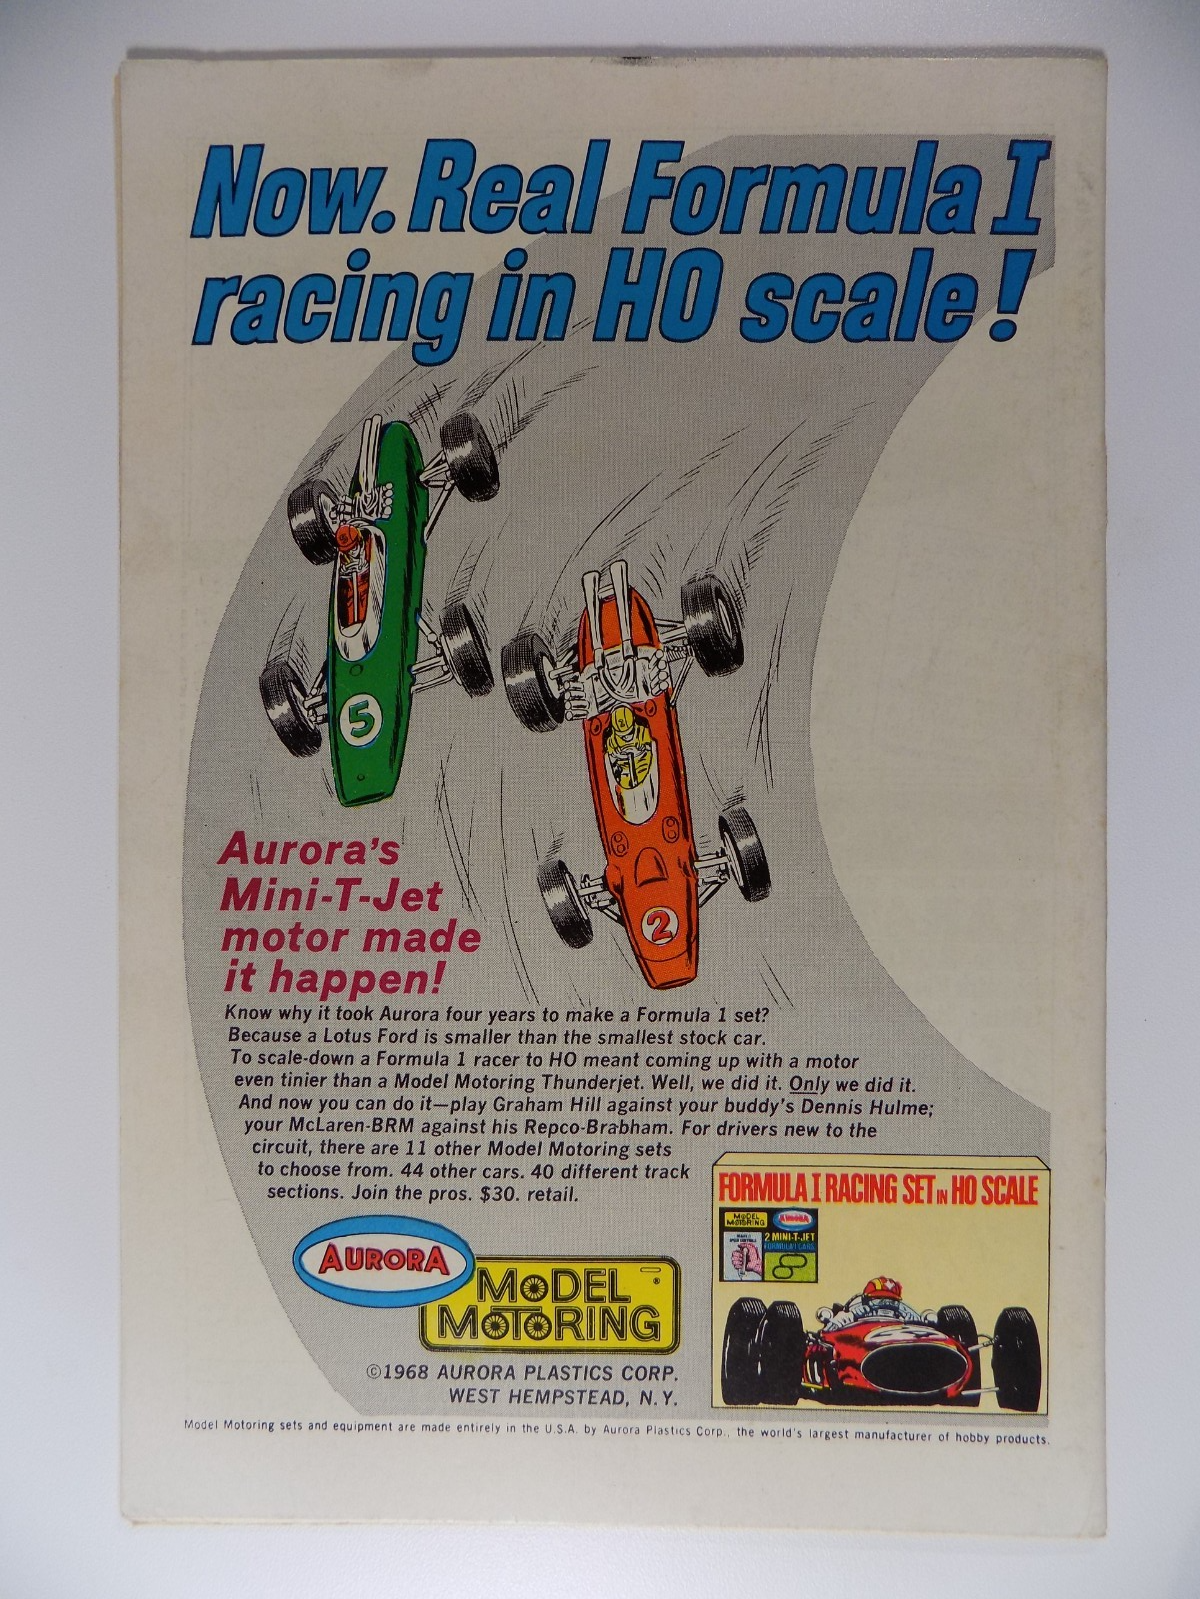 Now. Real Formula I
racing in HO scale!
5
2
Aurora's
Mini-T-Jet
motor made
it happen!
Know why it took Aurora four years to make a Formula 1 set?
Because a Lotus Ford is smaller than the smallest stock car.
To scale-down a Formula 1 racer to HO meant coming up with a motor
even tinier than a Model Motoring Thunderjet. Well, we did it. Only we did it.
And now you can do it—play Graham Hill against your buddy's Dennis Hulme;
your McLaren-BRM against his Repco-Brabham. For drivers new to the
circuit, there are 11 other Model Motoring sets
to choose from. 44 other cars. 40 different track
sections. Join the pros. $30. retail.
AURORA
MODEL
MOTORING ®
©1968 AURORA PLASTICS CORP.
WEST HEMPSTEAD, N.Y.
FORMULA I RACING SET IN HO SCALE
MODEL
MOTORING
AURORA
2 MINI-T-JET
FORMULA I CARS
Model Motoring sets and equipment are made entirely in the U.S.A. by Aurora Plastics Corp., the world's largest manufacturer of hobby products.